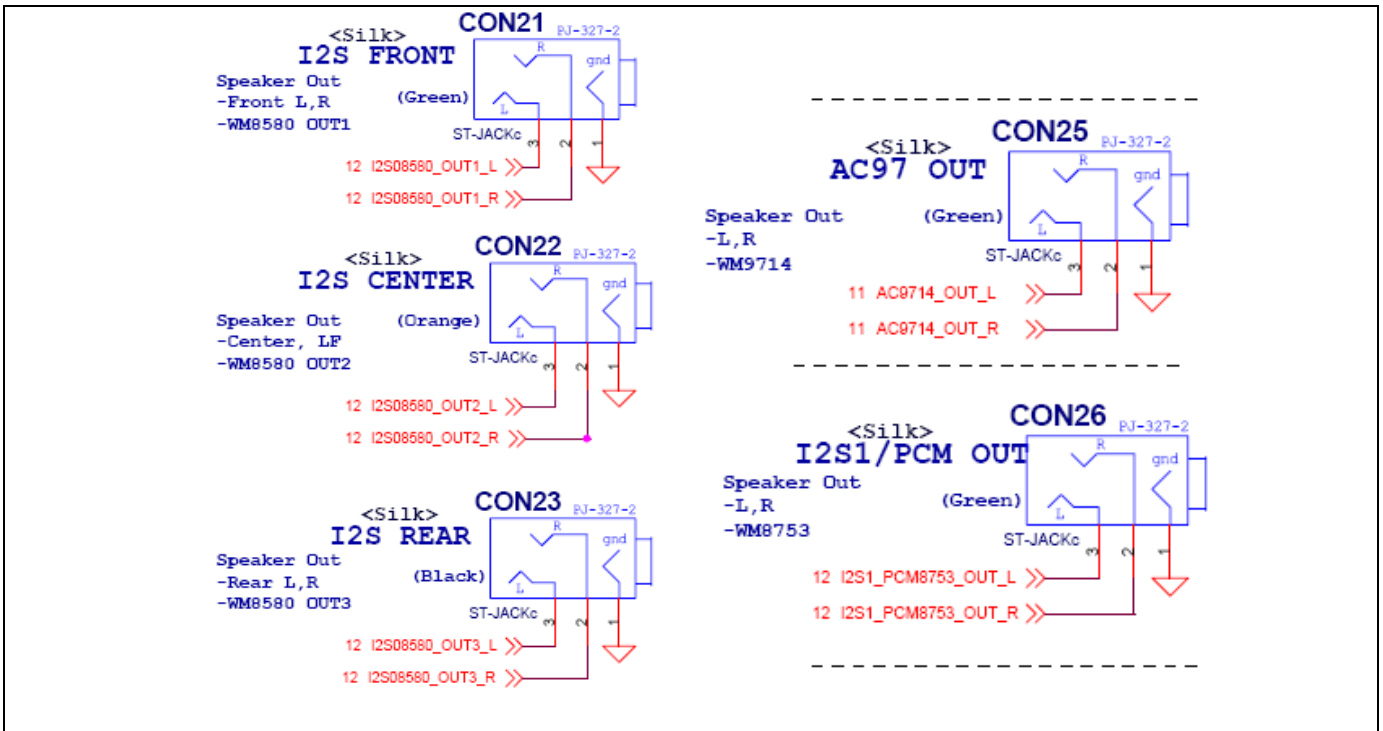 CON21 PJ-327-2
<Silk>
I2S FRONT
Speaker Out
-Front L,R (Green)
-WM8580 OUT1
R
gnd
L
ST-JACKc
3 2 1
12 I2S08580_OUT1_L
12 I2S08580_OUT1_R
CON22 PJ-327-2
<Silk>
I2S CENTER
Speaker Out (Orange)
-Center, LF
-WM8580 OUT2
R
gnd
L
ST-JACKc
3 2 1
12 I2S08580_OUT2_L
12 I2S08580_OUT2_R
CON23 PJ-327-2
<Silk>
I2S REAR
Speaker Out
-Rear L,R (Black)
-WM8580 OUT3
R
gnd
L
ST-JACKc
3 2 1
12 I2S08580_OUT3_L
12 I2S08580_OUT3_R
CON25 PJ-327-2
<Silk>
AC97 OUT
Speaker Out (Green)
-L,R
-WM9714
R
gnd
L
ST-JACKc
3 2 1
11 AC9714_OUT_L
11 AC9714_OUT_R
CON26 PJ-327-2
<Silk>
I2S1/PCM OUT
Speaker Out
-L,R (Green)
-WM8753
R
gnd
L
ST-JACKc
3 2 1
12 I2S1_PCM8753_OUT_L
12 I2S1_PCM8753_OUT_R